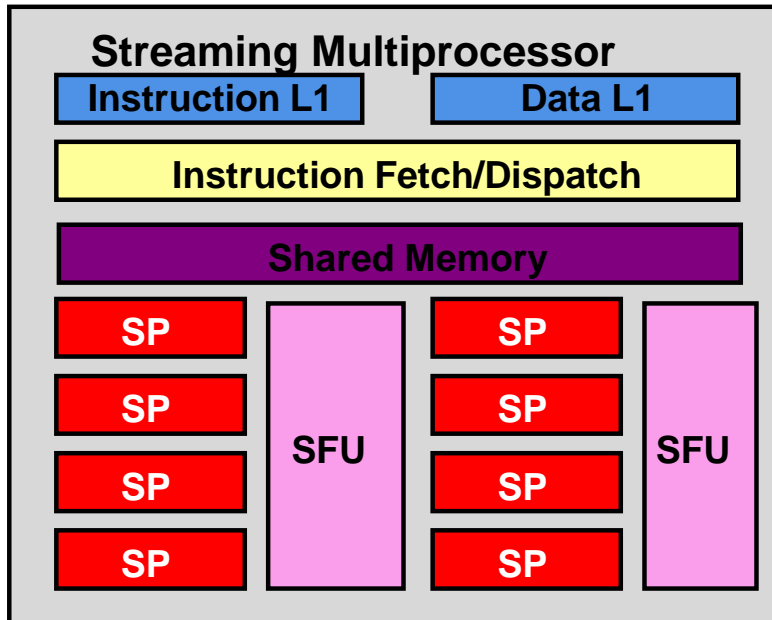 Streaming Multiprocessor
Instruction L1
Data L1
Instruction Fetch/Dispatch
Shared Memory
SP
SP
SP
SP
SFU
SP
SP
SP
SP
SFU